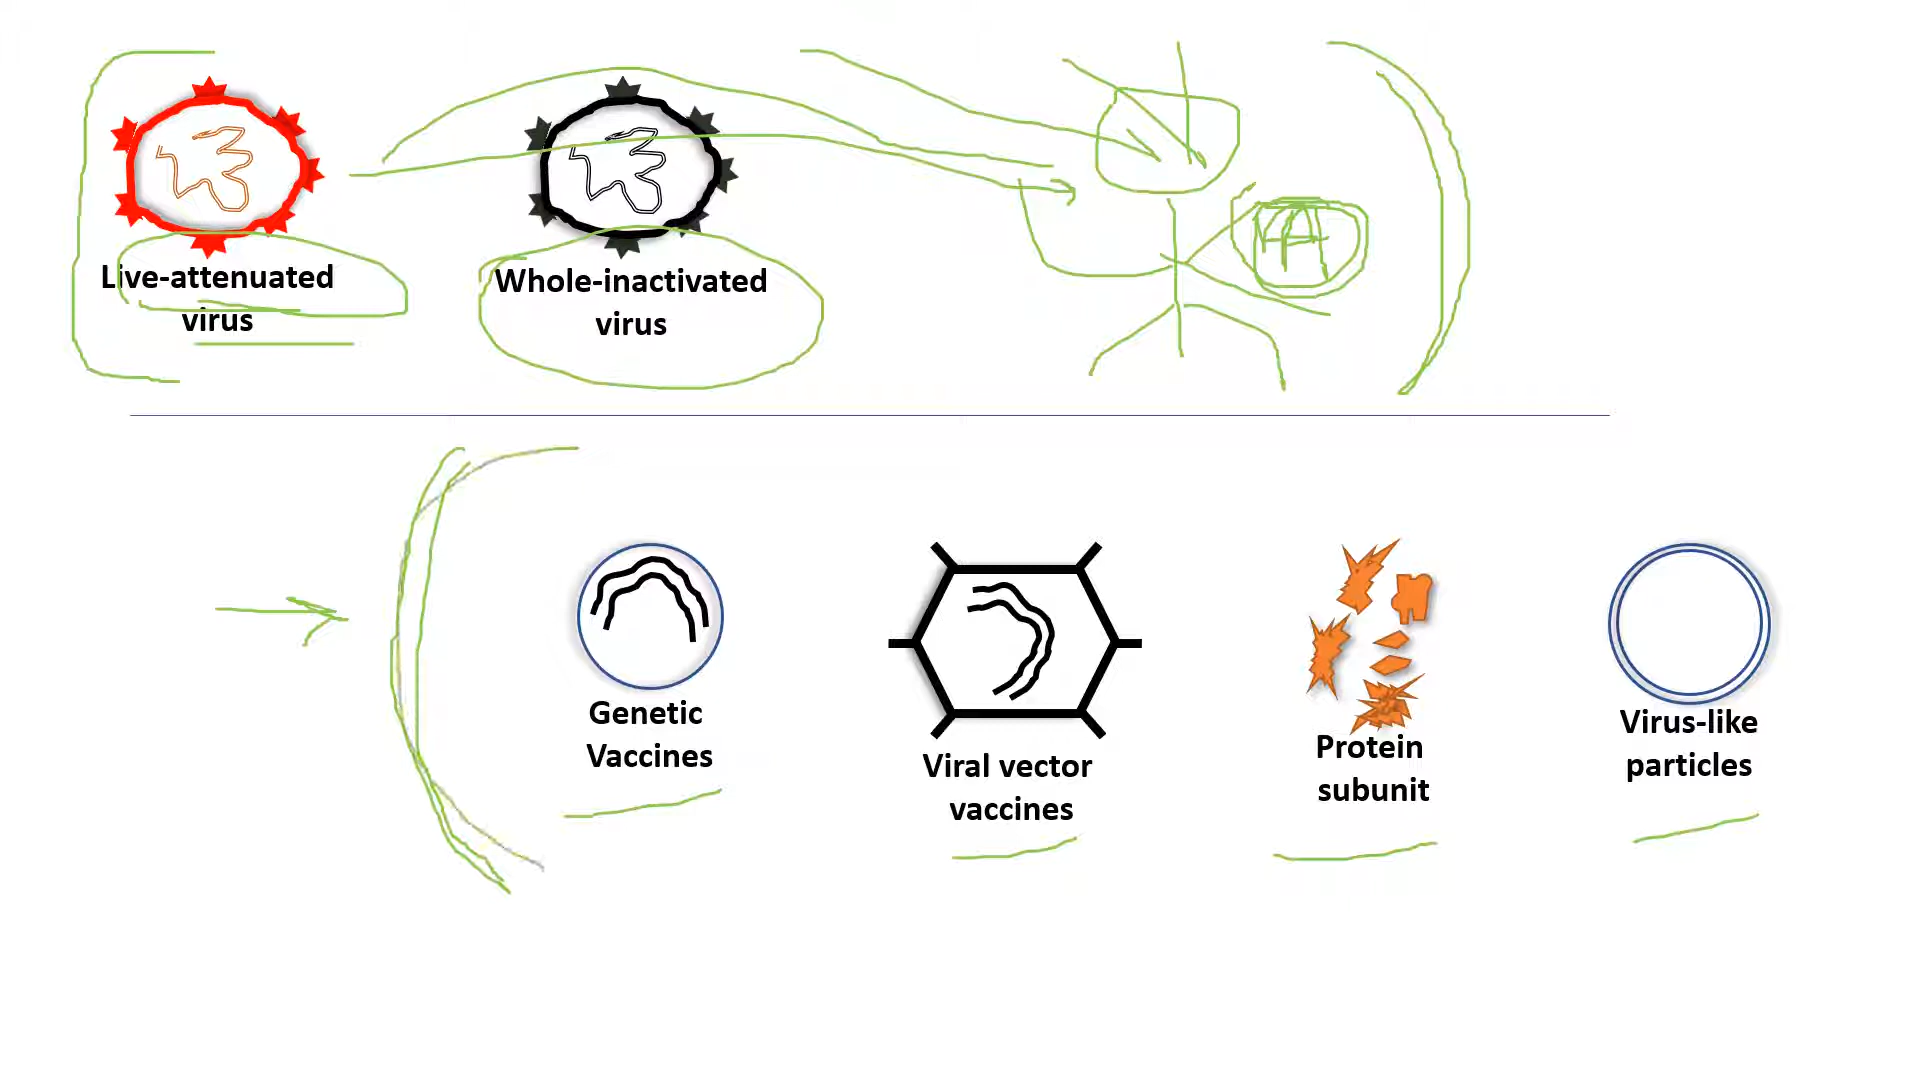 Live-attenuated
virus
Whole-inactivated
virus
Genetic
Vaccines
Viral vector
vaccines
Protein
subunit
Virus-like
particles